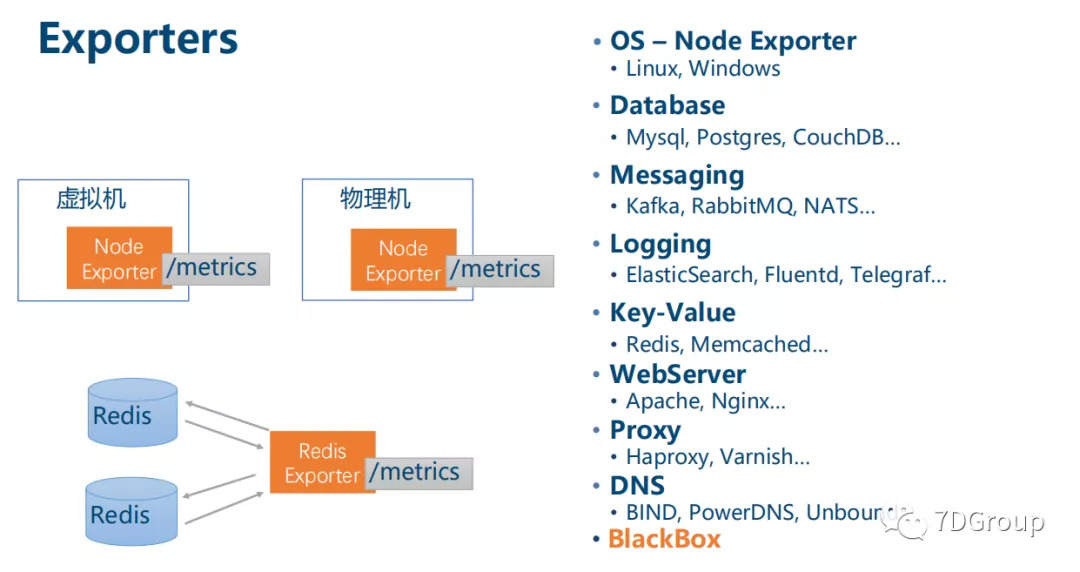 Exporters
虚拟机
Node
Exporter
/metrics
物理机
Node
Exporter
/metrics
Redis
Redis
Redis
Exporter
/metrics
• OS – Node Exporter
• Linux, Windows
• Database
• Mysql, Postgres, CouchDB...
• Messaging
• Kafka, RabbitMQ, NATS...
• Logging
• ElasticSearch, Fluentd, Telegraf...
• Key-Value
• Redis, Memcached...
• WebServer
• Apache, Nginx...
• Proxy
• Haproxy, Varnish...
• DNS
• BIND, PowerDNS, Unbound
• BlackBox
7DGroup